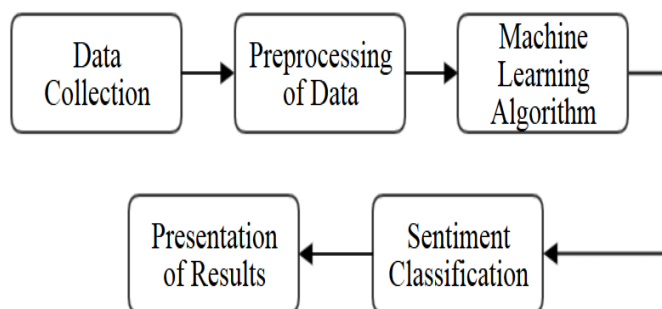 Data
Collection
Preprocessing
of Data
Machine
Learning
Algorithm
Sentiment
Classification
Presentation
of Results